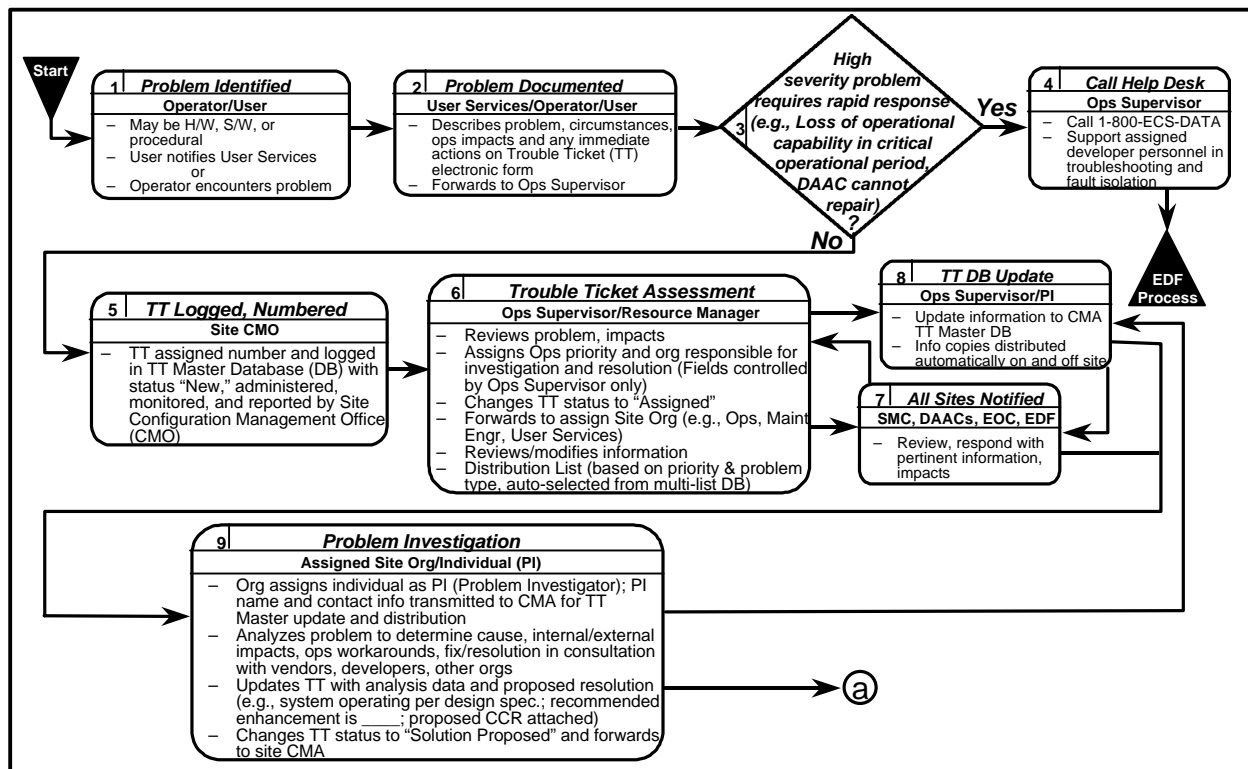 Start
1 Problem Identified
Operator/User
– May be H/W, S/W, or
procedural
– User notifies User Services
or
– Operator encounters problem
2 Problem Documented
User Services/Operator/User
– Describes problem, circumstances,
ops impacts and any immediate
actions on Trouble Ticket (TT)
electronic form
– Forwards to Ops Supervisor
High
severity problem
requires rapid response
(e.g., Loss of operational
3 capability in critical
operational period,
DAAC cannot
repair)
?
Yes
No
4 Call Help Desk
Ops Supervisor
– Call 1-800-ECS-DATA
– Support assigned
developer personnel in
troubleshooting and
fault isolation
EDF
Process
5 TT Logged, Numbered
Site CMO
– TT assigned number and logged
in TT Master Database (DB) with
status “New,” administered,
monitored, and reported by Site
Configuration Management Office
(CMO)
6 Trouble Ticket Assessment
Ops Supervisor/Resource Manager
– Reviews problem, impacts
– Assigns Ops priority and org responsible for
investigation and resolution (Fields controlled
by Ops Supervisor only)
– Changes TT status to “Assigned”
– Forwards to assign Site Org (e.g., Ops, Maint
Engr, User Services)
– Reviews/modifies information
– Distribution List (based on priority & problem
type, auto-selected from multi-list DB)
8 TT DB Update
Ops Supervisor/PI
– Update information to CMA
TT Master DB
– Info copies distributed
automatically on and off site
7 All Sites Notified
SMC, DAACs, EOC, EDF
– Review, respond with
pertinent information,
impacts
9 Problem Investigation
Assigned Site Org/Individual (PI)
– Org assigns individual as PI (Problem Investigator); PI
name and contact info transmitted to CMA for TT
Master update and distribution
– Analyzes problem to determine cause, internal/external
impacts, ops workarounds, fix/resolution in consultation
with vendors, developers, other orgs
– Updates TT with analysis data and proposed resolution
(e.g., system operating per design spec.; recommended
enhancement is ____; proposed CCR attached)
– Changes TT status to “Solution Proposed” and forwards
to site CMA
a